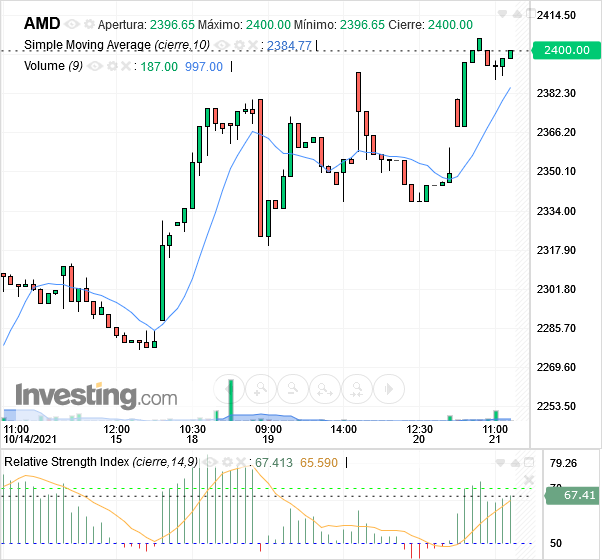 AMD Apertura: 2396.65 Máximo: 2400.00 Mínimo: 2396.65 Cierre: 2400.00
Simple Moving Average (cierre,10) : 2384.77 |
Volume (9) : 187.00 997.00 |
2414.50
2400.00
2382.30
2366.20
2350.10
2334.00
2317.90
2301.80
2285.70
2269.60
2253.50
Investing.com
11:00 12:00 10:30 09:00 14:00 12:30 11:00
10/14/2021 15 18 19 20 21
Relative Strength Index (cierre,14,9) : 67.413 65.590 |
79.26
70
67.41
50
50